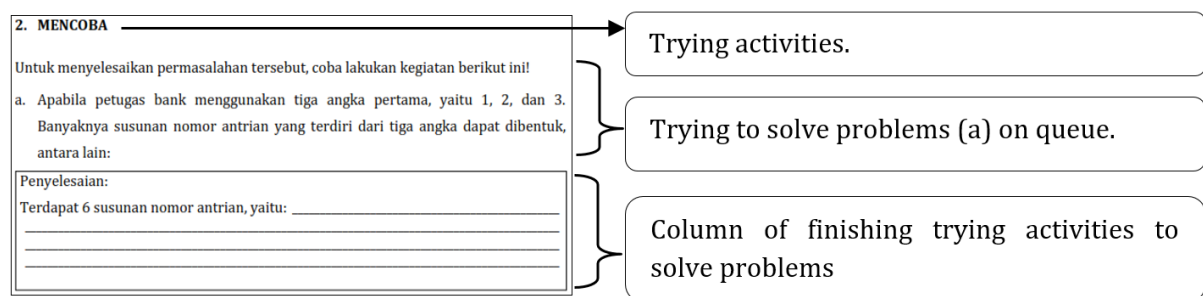 2. MENCOBA
Untuk menyelesaikan permasalahan tersebut, coba lakukan kegiatan berikut ini!
a. Apabila petugas bank menggunakan tiga angka pertama, yaitu 1, 2, dan 3.
Banyaknya susunan nomor antrian yang terdiri dari tiga angka dapat dibentuk,
antara lain:
Penyelesaian:
Terdapat 6 susunan nomor antrian, yaitu:
Trying activities.
Trying to solve problems (a) on queue.
Column of finishing trying activities to
solve problems